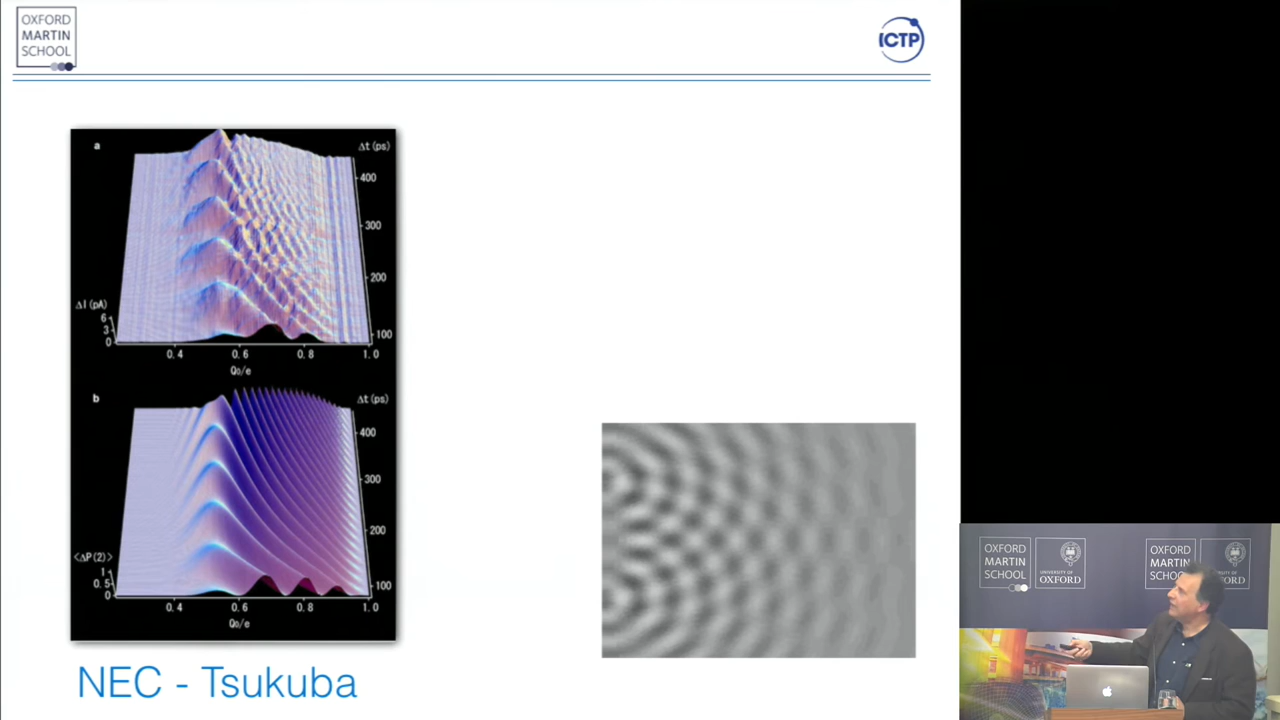 OXFORD
MARTIN
SCHOOL
ICTP
a
Δt(ps)
400
300
200
100
ΔI(pA)
6
3
0
0.4 0.6 0.8 1.0
Q₀/e
b
Δt(ps)
400
300
200
100
<ΔP(2)>
1
0.5
0
0.4 0.6 0.8 1.0
Q₀/e
NEC - Tsukuba
OXFORD
MARTIN
SCHOOL
UNIVERSITY OF
OXFORD
OXFORD
MARTIN
SCHOO
OXFORD